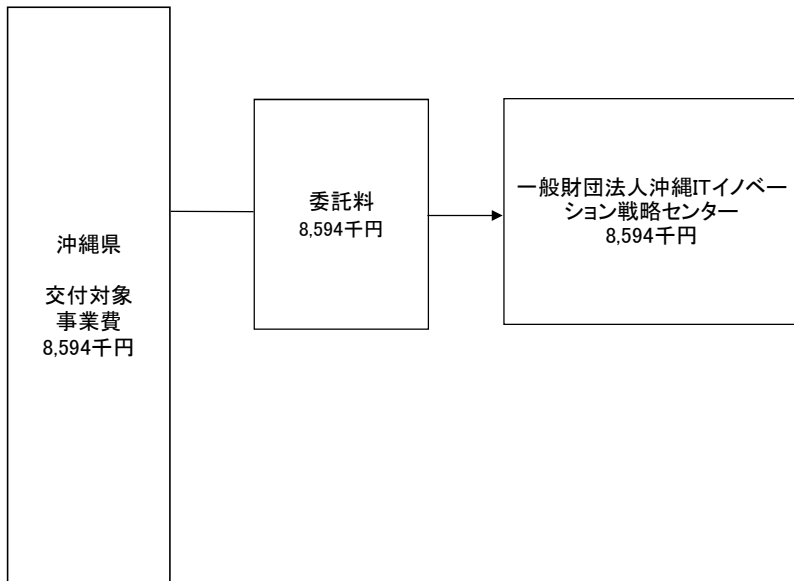 沖縄県
交付対象
事業費
8,594千円
委託料
8,594千円
一般財団法人沖縄ITイノベー
ション戦略センター
8,594千円